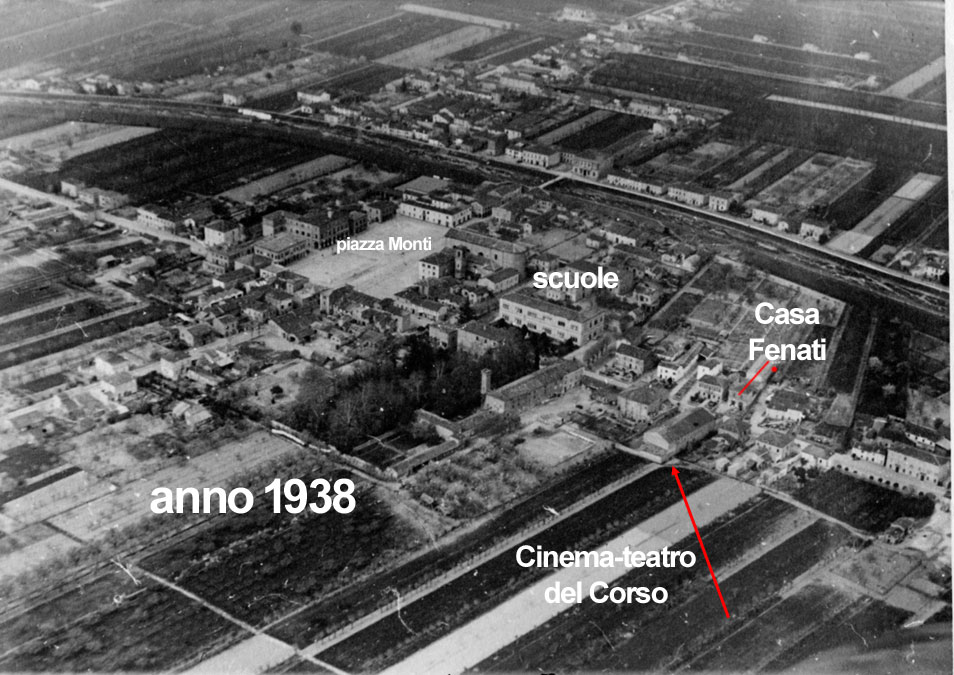 piazza Monti
scuole
Casa
Fenati
anno 1938
Cinema-teatro
del Corso